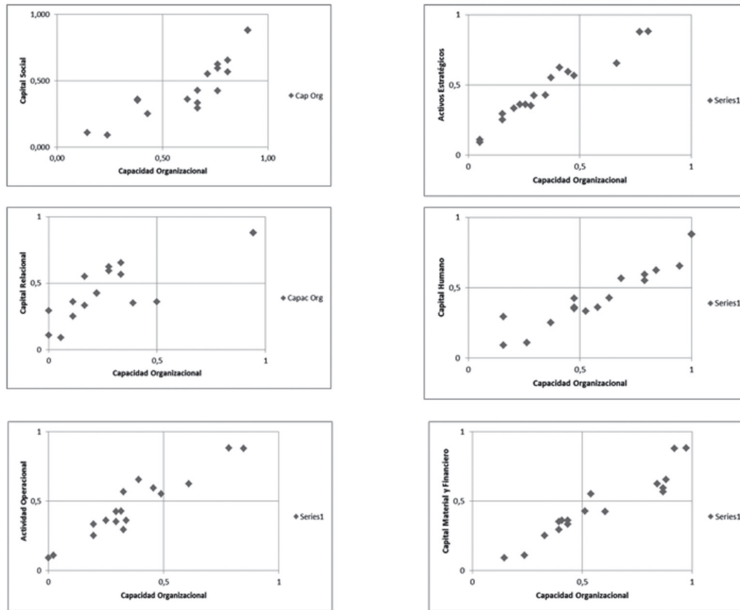 1,000
0,500
0,000
0,00
0,50
1,00
Capital Social
Capacidad Organizacional
Cap Org
1
0,5
0
0
0,5
1
Activos Estratégicos
Capacidad Organizacional
Series1
1
0,5
0
0
0,5
1
Capital Relacional
Capacidad Organizacional
Capac Org
1
0,5
0
0
0,5
1
Capital Humano
Capacidad Organizacional
Series1
1
0,5
0
0
0,5
1
Actividad Operacional
Capacidad Organizacional
Series1
1
0,5
0
0
0,5
1
Capital Material y Financiero
Capacidad Organizacional
Series1